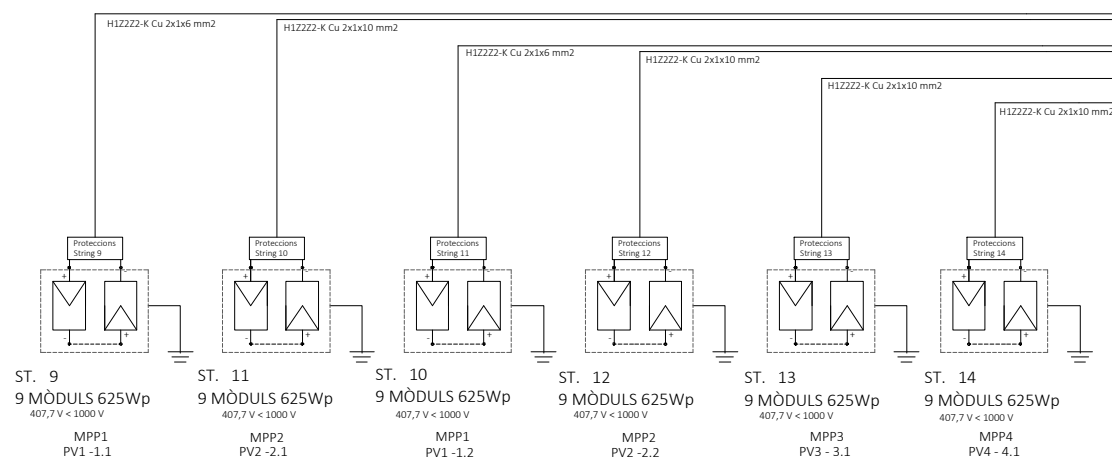 H1Z2Z2-K Cu 2x1x6 mm2
H1Z2Z2-K Cu 2x1x10 mm2
H1Z2Z2-K Cu 2x1x6 mm2
H1Z2Z2-K Cu 2x1x10 mm2
H1Z2Z2-K Cu 2x1x10 mm2
H1Z2Z2-K Cu 2x1x10 mm2
Proteccions
String 9
Proteccions
String 10
Proteccions
String 11
Proteccions
String 12
Proteccions
String 13
Proteccions
String 14
+ -
- +
+ -
- +
+ -
- +
+ -
- +
+ -
- +
+ -
- +
ST. 9
9 MÒDULS 625Wp
407,7 V < 1000 V
MPP1
PV1 -1.1
ST. 11
9 MÒDULS 625Wp
407,7 V < 1000 V
MPP2
PV2 -2.1
ST. 10
9 MÒDULS 625Wp
407,7 V < 1000 V
MPP1
PV1 -1.2
ST. 12
9 MÒDULS 625Wp
407,7 V < 1000 V
MPP2
PV2 -2.2
ST. 13
9 MÒDULS 625Wp
407,7 V < 1000 V
MPP3
PV3 - 3.1
ST. 14
9 MÒDULS 625Wp
407,7 V < 1000 V
MPP4
PV4 - 4.1